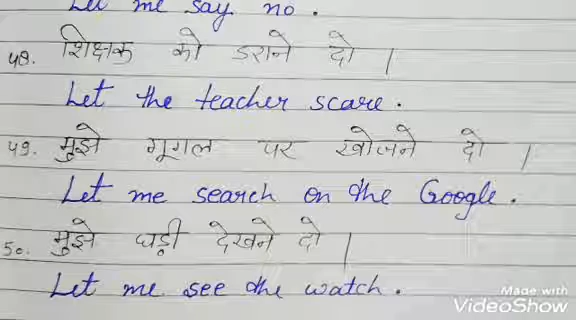 Let me say no.
48. शिक्षक को डराने दो |
Let the teacher scare.
49. मुझे गूगल पर खोजने दो |
Let me search on the Google.
50. मुझे घड़ी देखने दो |
Let me see the watch.
Made with
VideoShow